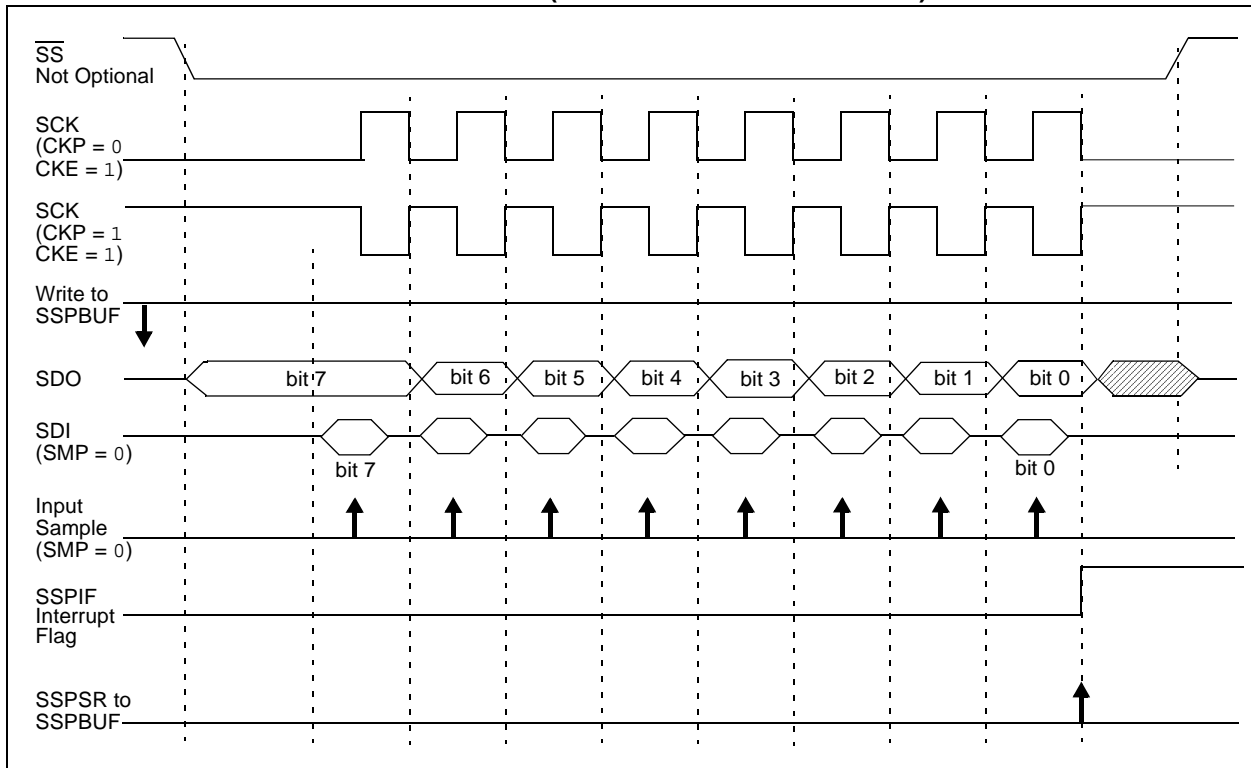 SS
Not Optional
SCK
(CKP = 0
CKE = 1)
SCK
(CKP = 1
CKE = 1)
Write to
SSPBUF
SDO
bit 7 bit 6 bit 5 bit 4 bit 3 bit 2 bit 1 bit 0
SDI
(SMP = 0)
bit 7 bit 0
Input
Sample
(SMP = 0)
SSPIF
Interrupt
Flag
SSPSR to
SSPBUF